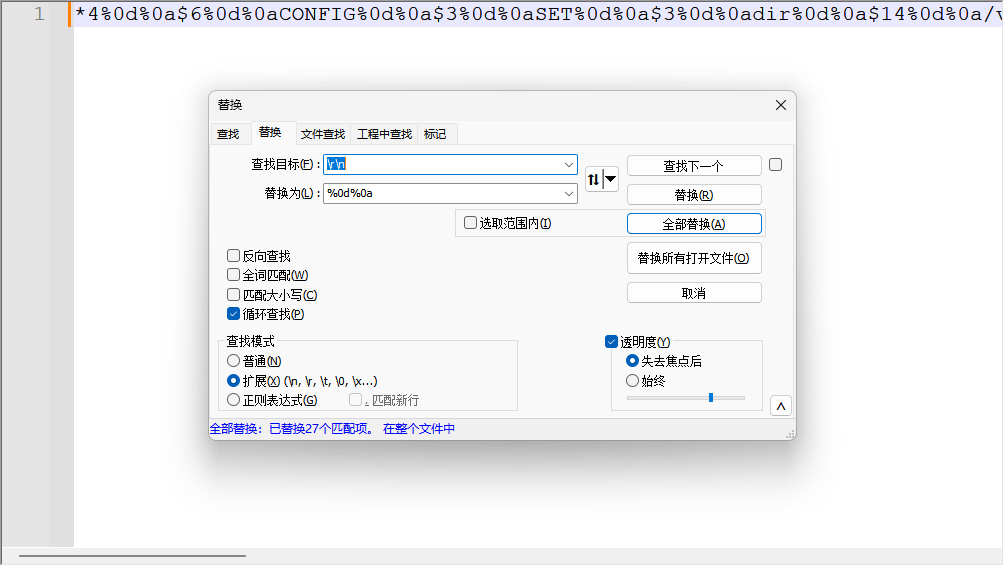 1 *4%0d%0a$6%0d%0aCONFIG%0d%0a$3%0d%0aSET%0d%0a$3%0d%0adir%0d%0a$14%0d%0a/v
替换
查找 替换 文件查找 工程中查找 标记
查找目标(F) : \r\n 查找下一个
替换为(L) : %0d%0a 替换(R)
选取范围内(I) 全部替换(A)
反向查找 替换所有打开文件(O)
全词匹配(W)
匹配大小写(C) 取消
循环查找(P)
查找模式 透明度(Y)
普通(N) 失去焦点后
扩展(X) (\n, \r, \t, \0, \x...) 始终
正则表达式(G) . 匹配新行
全部替换: 已替换27个匹配项。 在整个文件中